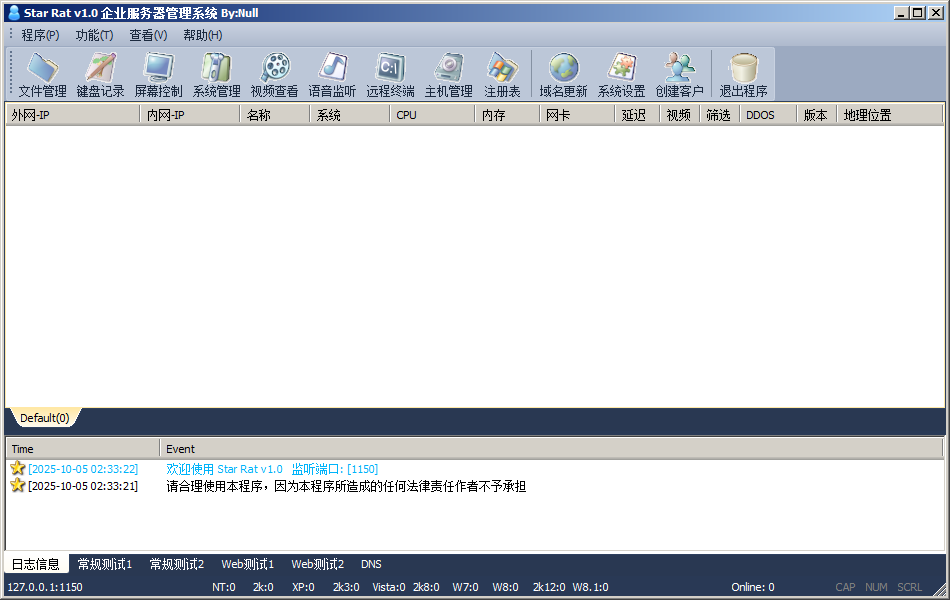 Star Rat v1.0 企业服务器管理系统 By:Null
程序(P) 功能(T) 查看(V) 帮助(H)
C:\
文件管理 键盘记录 屏幕控制 系统管理 视频查看 语音监听 远程终端 主机管理 注册表 域名更新 系统设置 创建客户 退出程序
外网-IP 内网-IP 名称 系统 CPU 内存 网卡 延迟 视频 筛选 DDOS 版本 地理位置
Default(0)
Time Event
[2025-10-05 02:33:22] 欢迎使用 Star Rat v1.0 监听端口: [1150]
[2025-10-05 02:33:21] 请合理使用本程序，因为本程序所造成的任何法律责任作者不予承担
日志信息 常规测试1 常规测试2 Web测试1 Web测试2 DNS
127.0.0.1:1150 NT:0 2k:0 XP:0 2k3:0 Vista:0 2k8:0 W7:0 W8:0 2k12:0 W8.1:0 Online: 0 CAP NUM SCRL